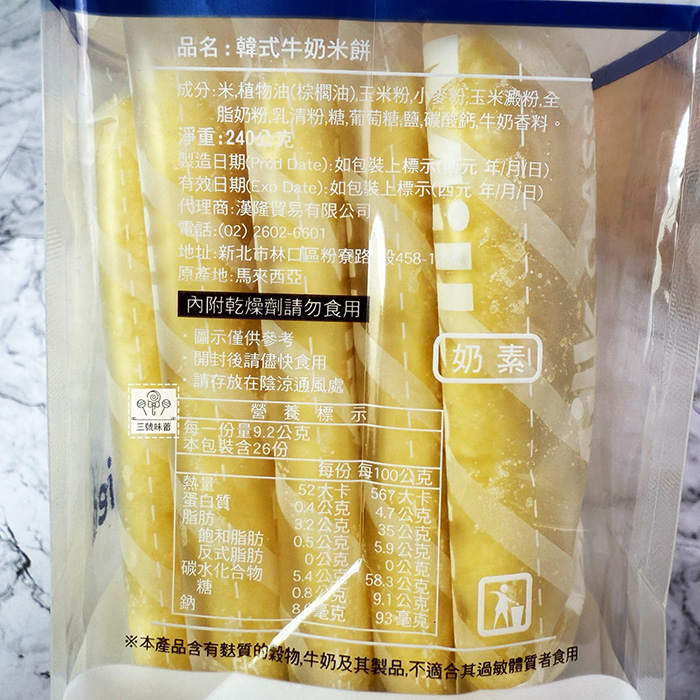 品名:韓式牛奶米餅
成分:米,植物油(棕櫚油),玉米粉,小麥粉,玉米澱粉,全
脂奶粉,乳清粉,糖,葡萄糖,鹽,碳酸鈣,牛奶香料。
淨重:240公克
製造日期(Prod Date):如包裝上標示(西元 年/月/日)
有效日期(Exp Date):如包裝上標示(西元 年/月/日)
代理商:漢隆貿易有限公司
電話:(02) 2602-6601
地址:新北市林口區粉寮路 段458-1
原產地:馬來西亞
內附乾燥劑請勿食用
・圖示僅供參考
・開封後請儘快食用
・請存放在陰涼通風處
奶素
三號味蕾
營養標示
每一份量9.2公克
本包裝含26份
每份 每100公克
熱量 52大卡 567大卡
蛋白質 0.4公克 4.7公克
脂肪 3.2公克 35公克
飽和脂肪 0.5公克 5.9公克
反式脂肪 0公克 0公克
碳水化合物 5.4公克 58.3公克
糖 0.8公克 9.1公克
鈉 毫克 93毫克
※本產品含有麩質的穀物,牛奶及其製品,不適合其過敏體質者食用